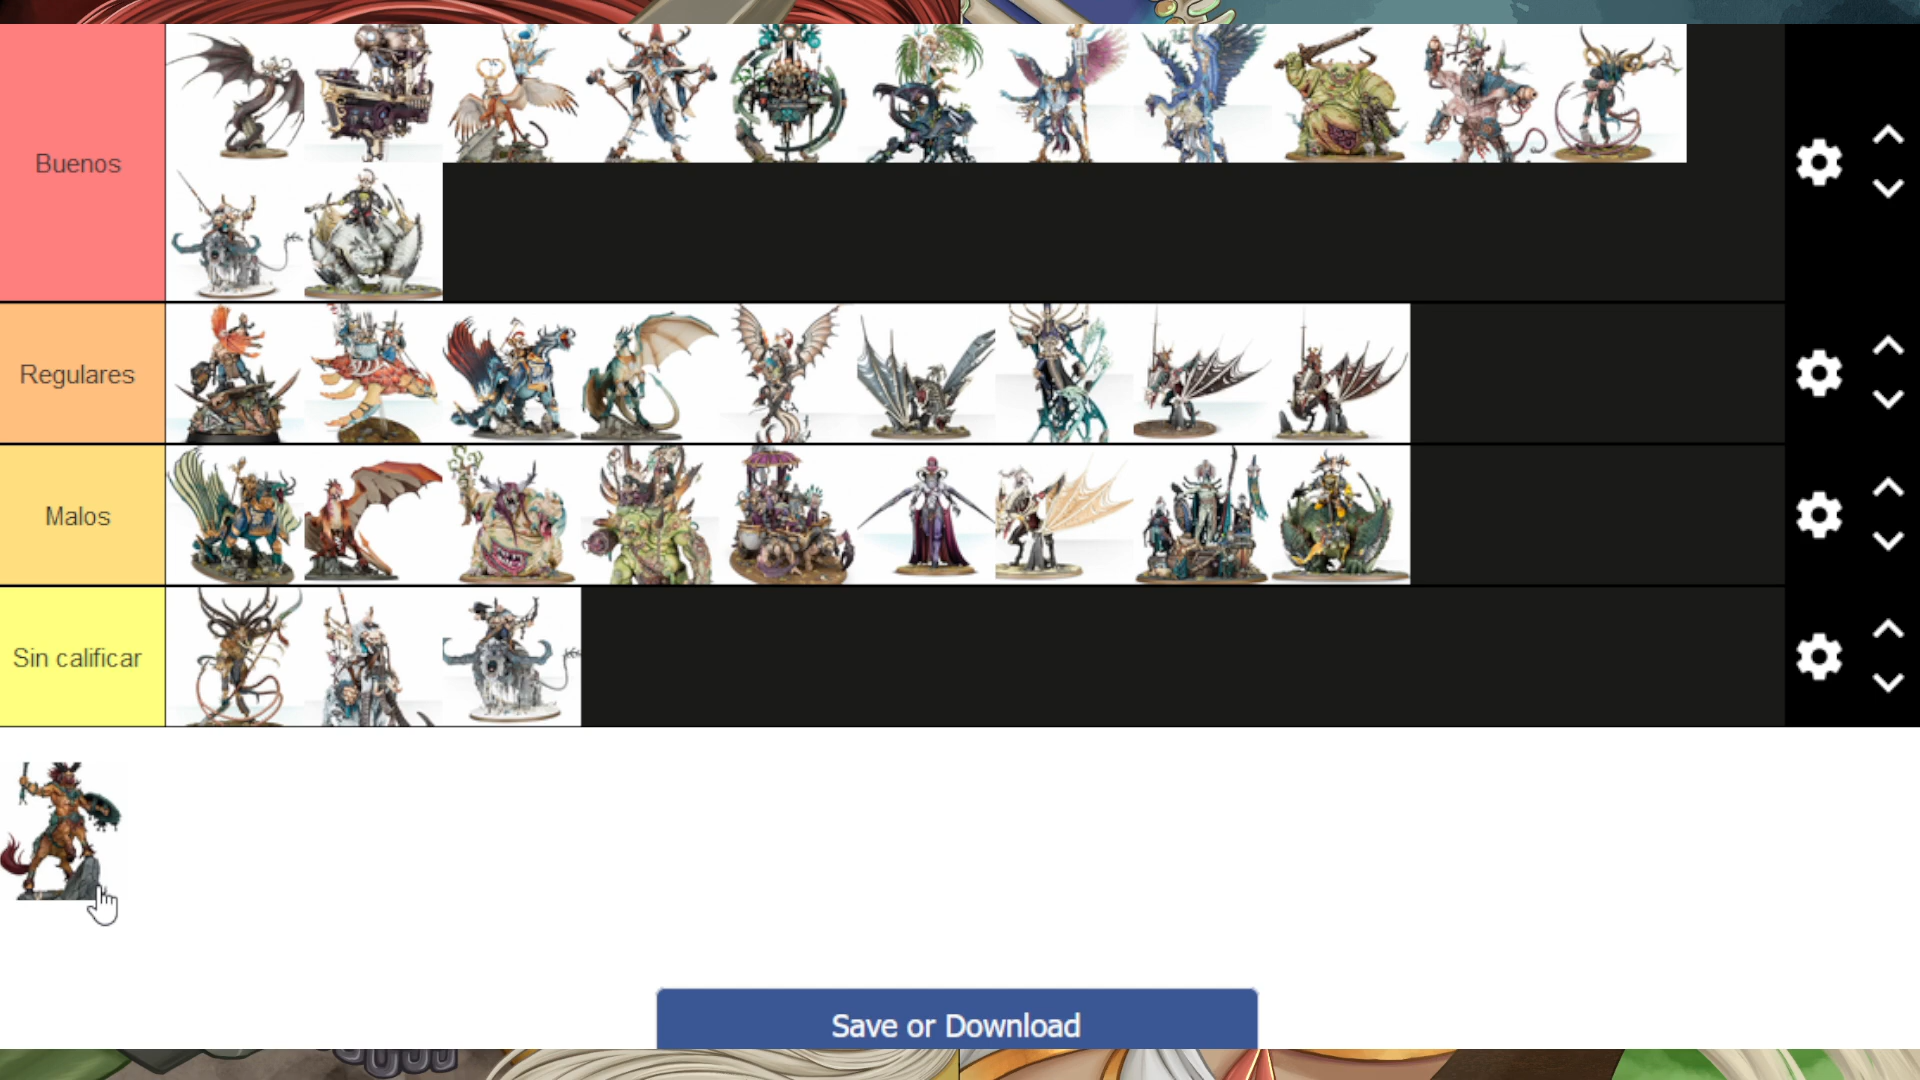 Buenos
Regulares
Malos
Sin calificar
Save or Download